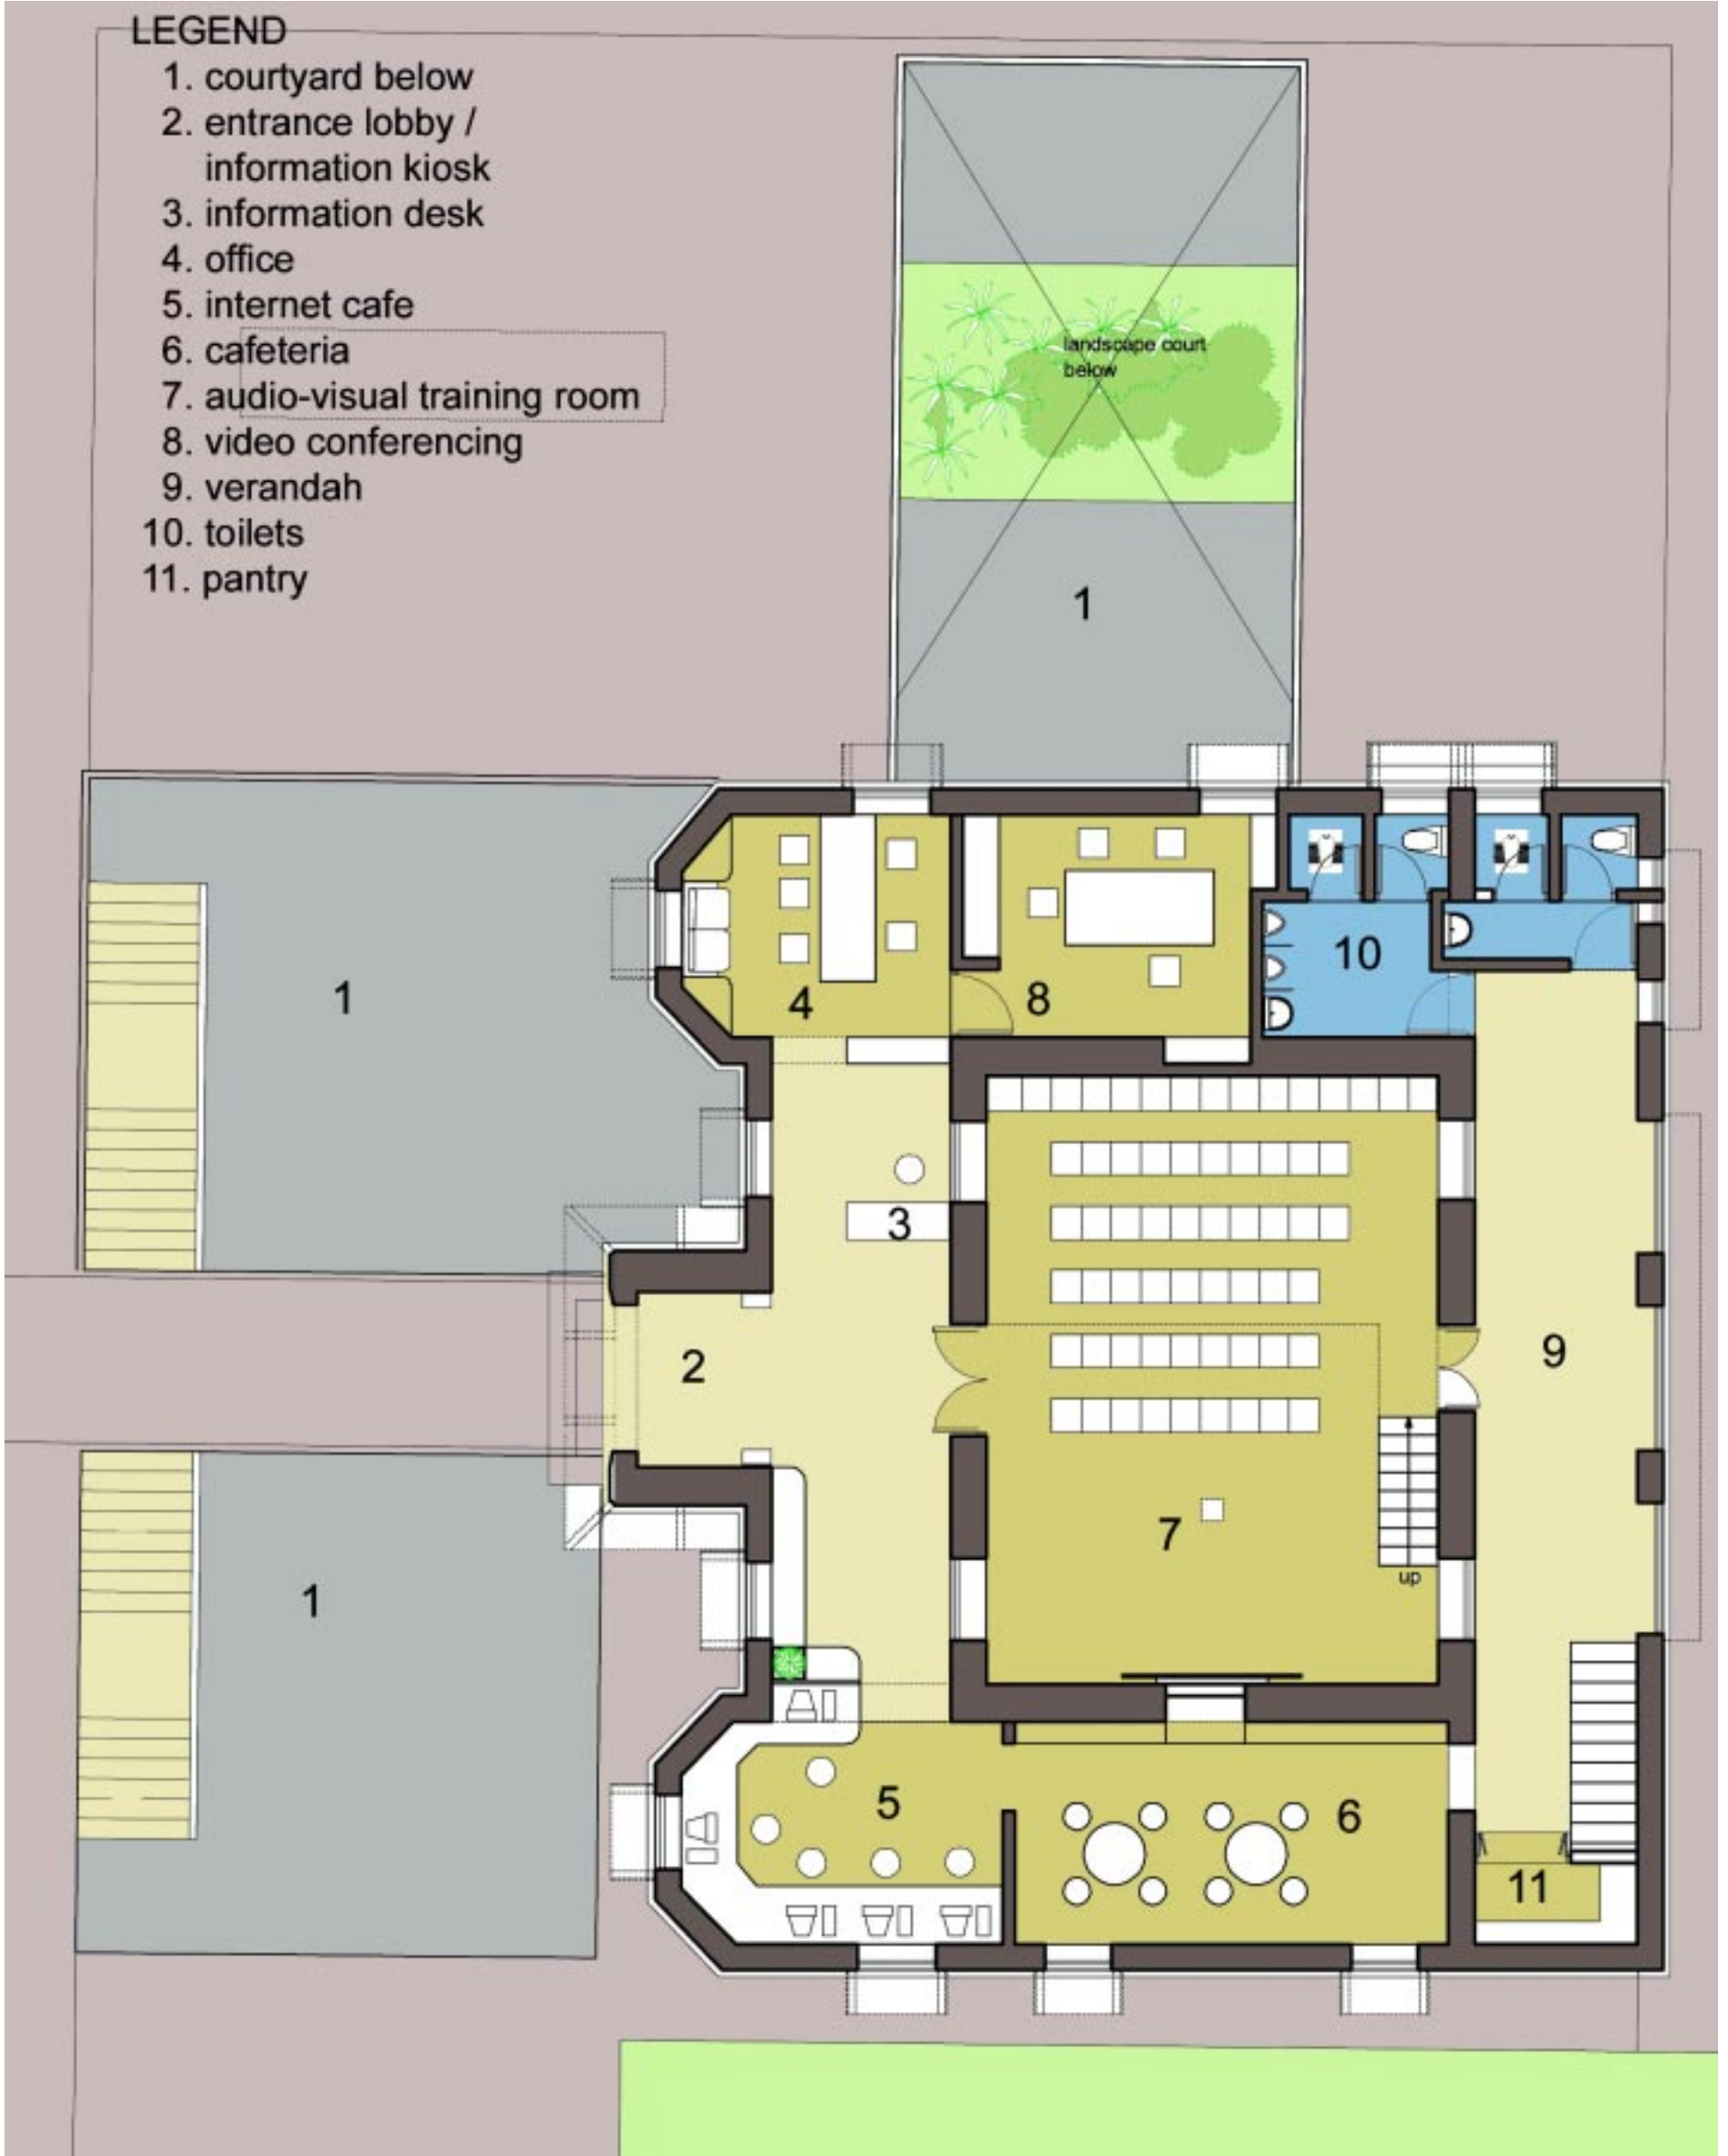 LEGEND
1. courtyard below
2. entrance lobby /
information kiosk
3. information desk
4. office
5. internet cafe
6. cafeteria
7. audio-visual training room
8. video conferencing
9. verandah
10. toilets
11. pantry
landscape court
below
1
10
4
8
1
3
2
9
7
up
1
5
6
11